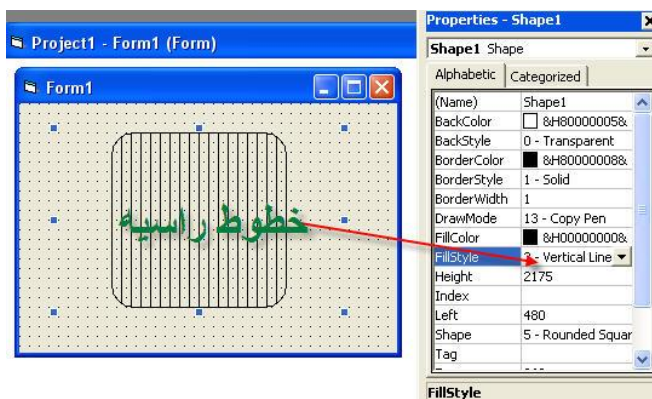 Project1 - Form1 (Form)
Form1
خطوط راسيه
Properties - Shape1
Shape1 Shape
Alphabetic Categorized
(Name) Shape1
BackColor &H80000005&
BackStyle 0 - Transparent
BorderColor &H80000008&
BorderStyle 1 - Solid
BorderWidth 1
DrawMode 13 - Copy Pen
FillColor &H00000000&
FillStyle - Vertical Line
Height 2175
Index
Left 480
Shape 5 - Rounded Squar
Tag
FillStyle